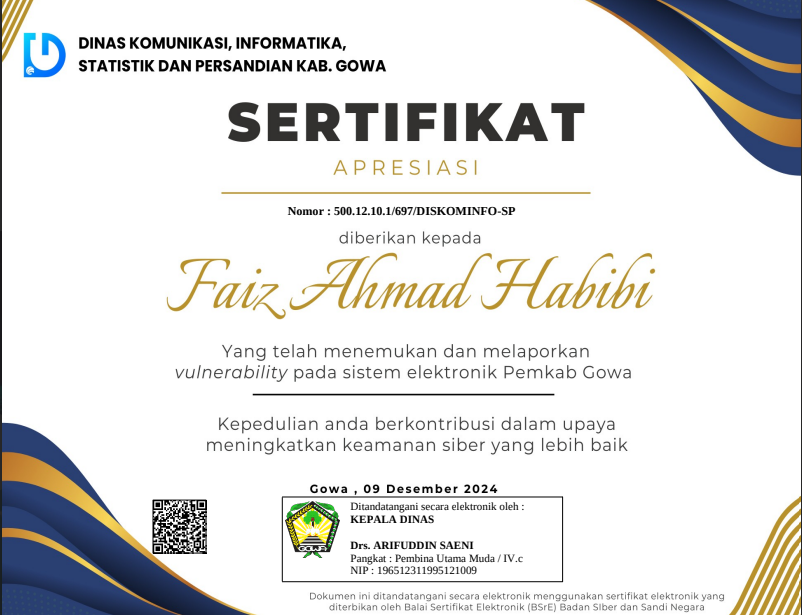 DINAS KOMUNIKASI, INFORMATIKA,
STATISTIK DAN PERSANDIAN KAB. GOWA
SERTIFIKAT
APRESIASI
Nomor : 500.12.10.1/697/DISKOMINFO-SP
diberikan kepada
Faiz Ahmad Habibi
Yang telah menemukan dan melaporkan
vulnerability pada sistem elektronik Pemkab Gowa
Kepedulian anda berkontribusi dalam upaya
meningkatkan keamanan siber yang lebih baik
Gowa , 09 Desember 2024
Ditandatangani secara elektronik oleh :
KEPALA DINAS
GOWA
Drs. ARIFUDDIN SAENI
Pangkat : Pembina Utama Muda / IV.c
NIP : 196512311995121009
Dokumen ini ditandatangani secara elektronik menggunakan sertifikat elektronik yang
diterbitkan oleh Balai Sertifikat Elektronik (BSrE) Badan SIber dan Sandi Negara